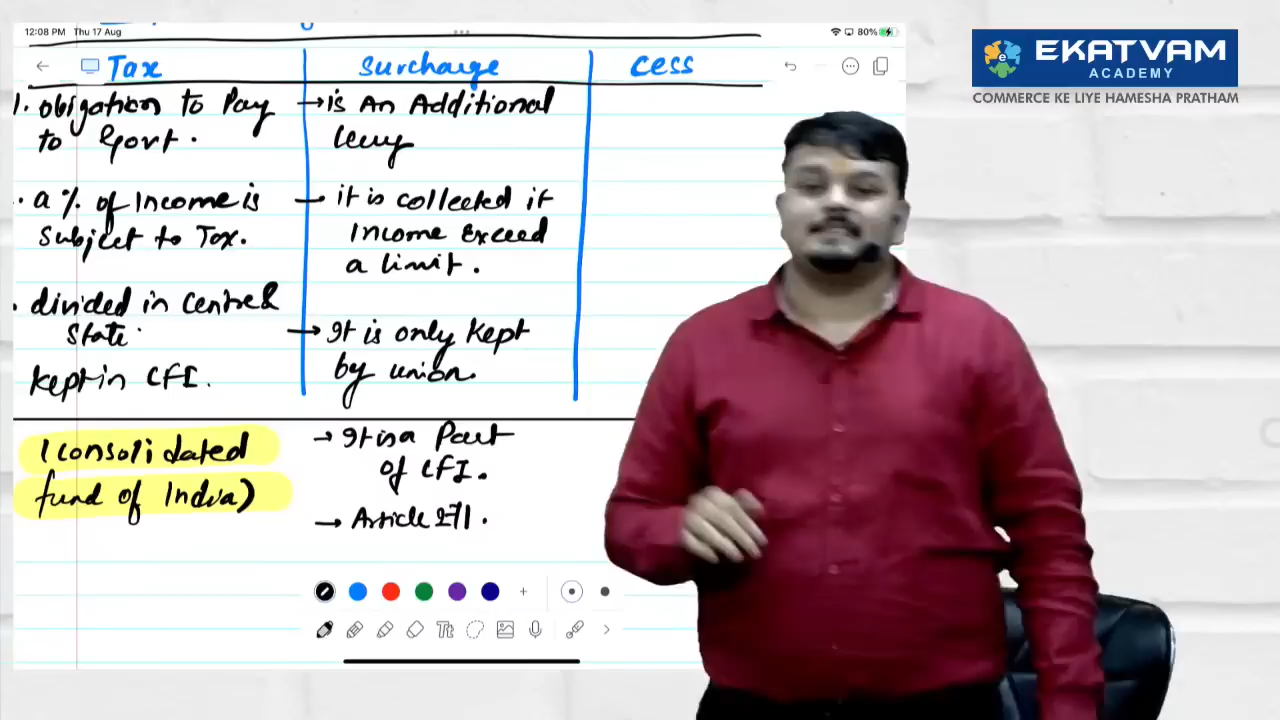 12:08 PM Thu 17 Aug
80%
EKATVAM
ACADEMY
COMMERCE KE LIYE HAMESHA PRATHAM
Tax
Surcharge
Cess
1. obigation to Pay
to Govt.
. a % of Income is
Subject to Tax.
. divided in Centre &
State
kept in CFI.
(Consolidated
fund of India)
→ is An Additional
levy
it is collected if
Income Exceed
a limit.
→ It is only kept
by union.
→ It is a Part
of CFI.
→ Article 271.
Tt